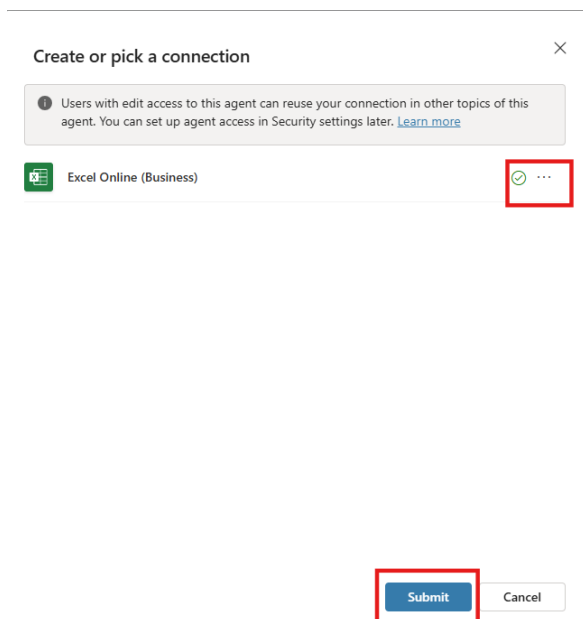 Create or pick a connection
Users with edit access to this agent can reuse your connection in other topics of this
agent. You can set up agent access in Security settings later. Learn more
Excel Online (Business)
Submit
Cancel